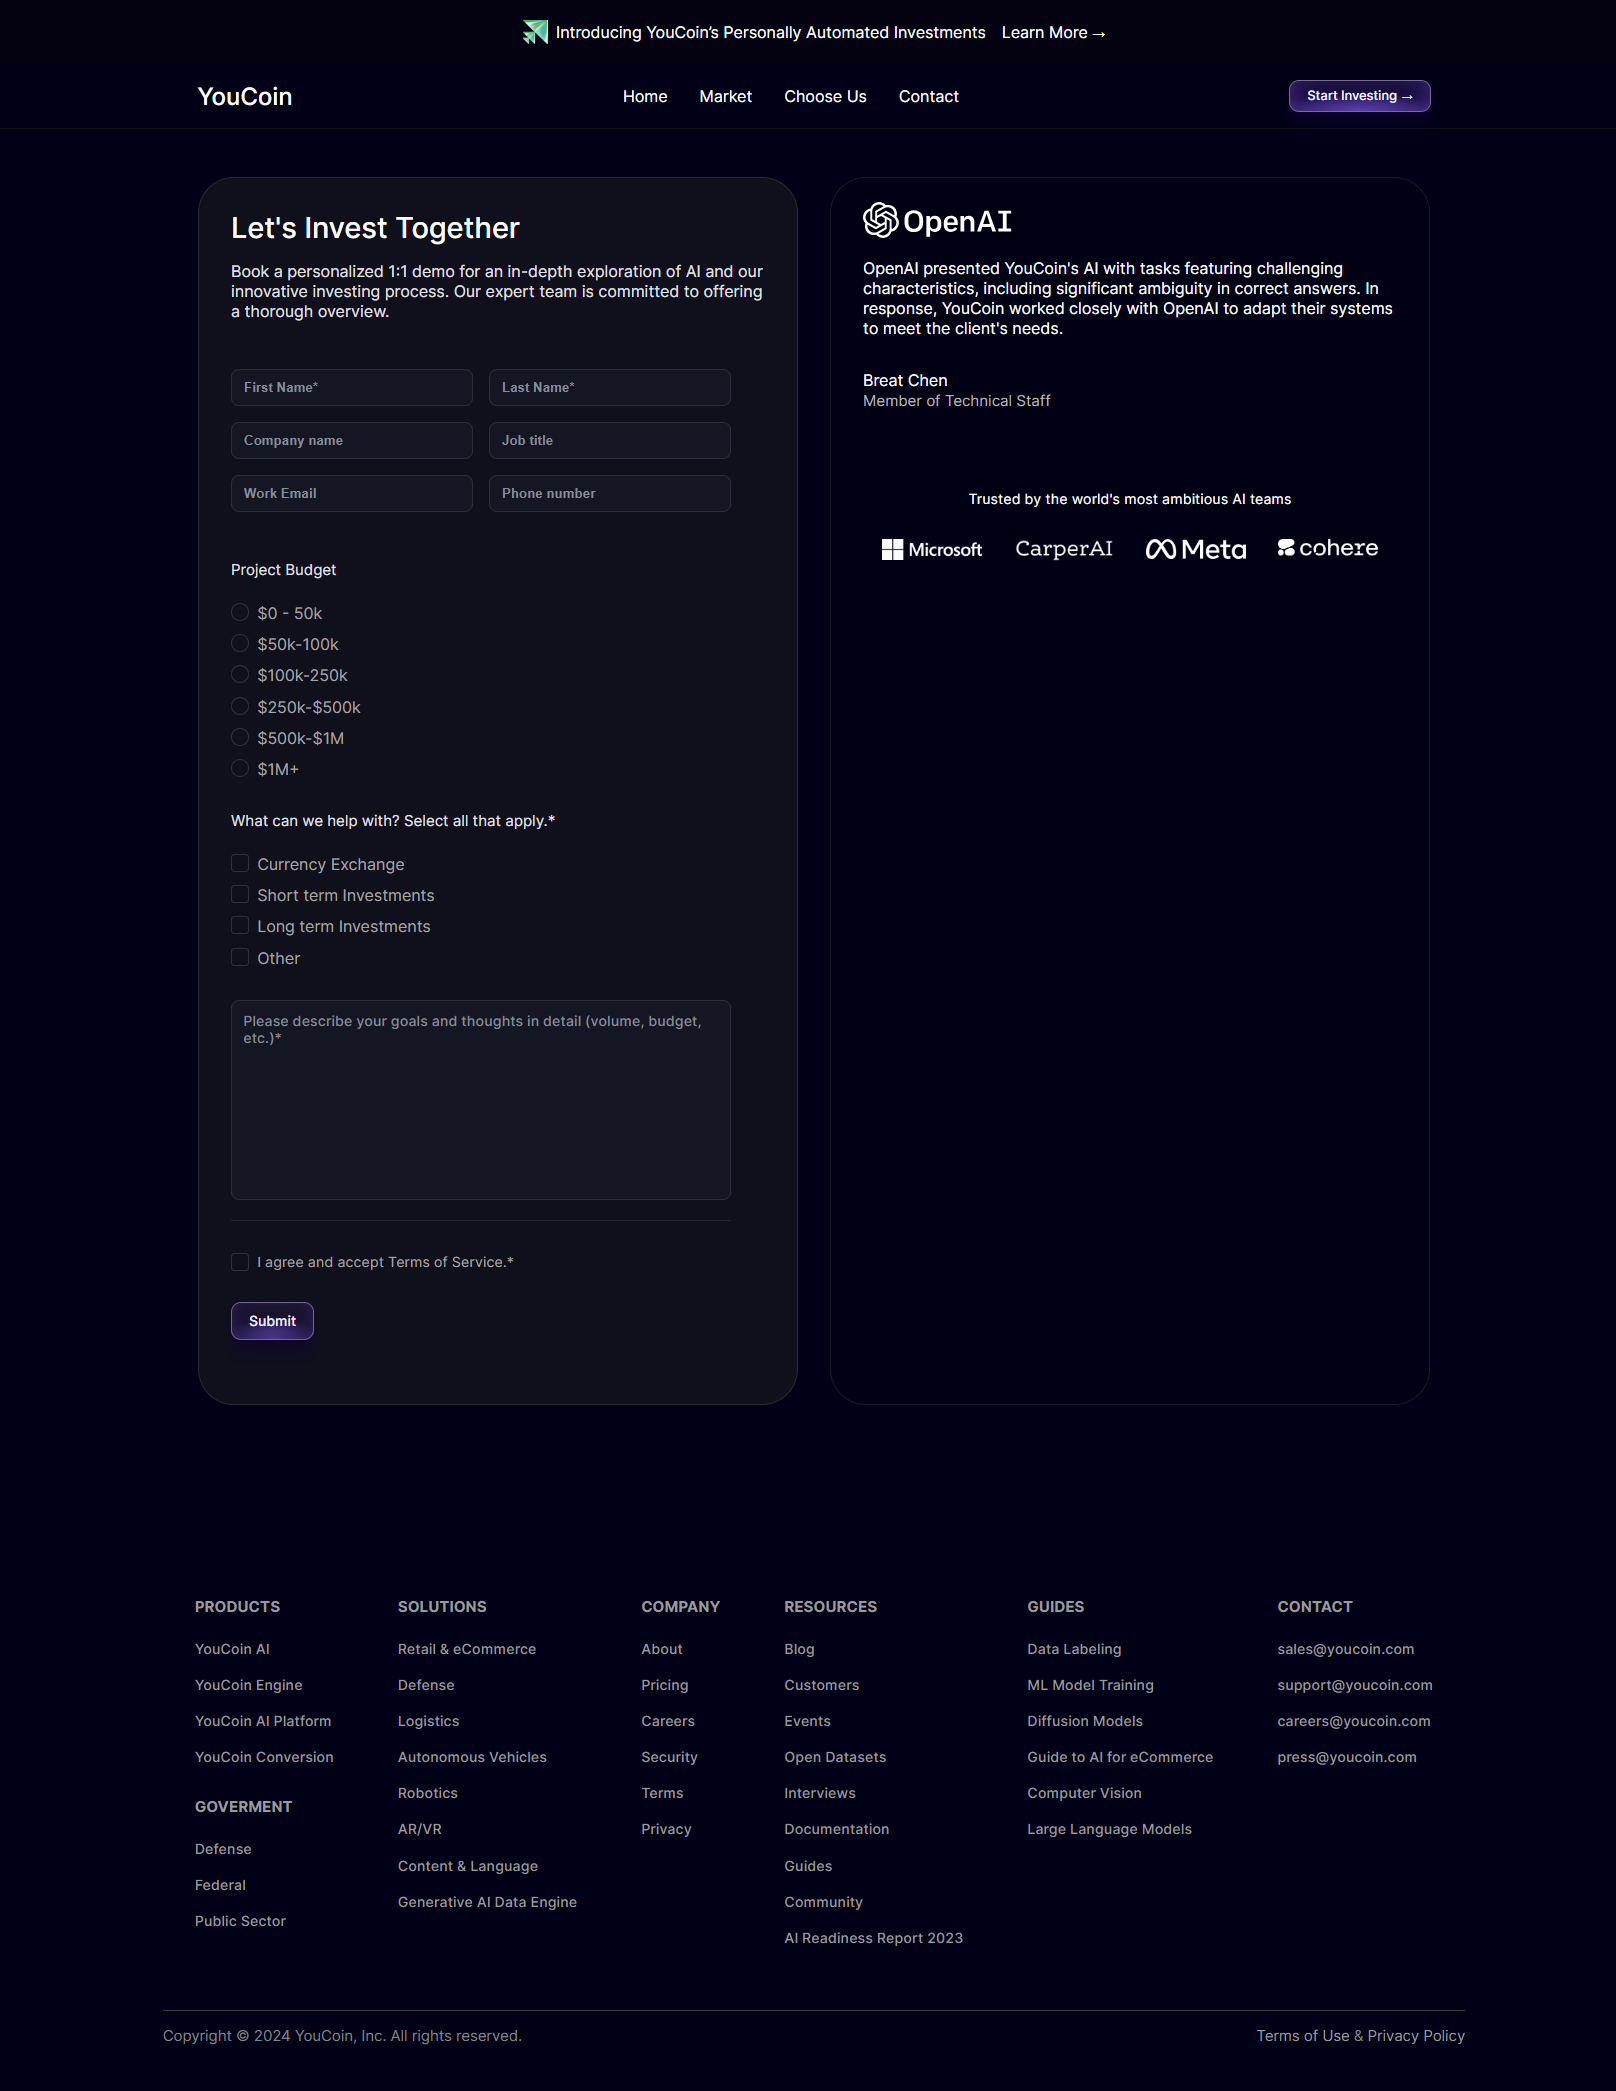 Introducing YouCoin’s Personally Automated Investments Learn More →
YouCoin
Home Market Choose Us Contact
Start Investing →
Let's Invest Together
Book a personalized 1:1 demo for an in-depth exploration of AI and our
innovative investing process. Our expert team is committed to offering
a thorough overview.
First Name* Last Name*
Company name Job title
Work Email Phone number
Project Budget
$0 - 50k
$50k-100k
$100k-250k
$250k-$500k
$500k-$1M
$1M+
What can we help with? Select all that apply.*
Currency Exchange
Short term Investments
Long term Investments
Other
Please describe your goals and thoughts in detail (volume, budget,
etc.)*
I agree and accept Terms of Service.*
Submit
OpenAI
OpenAI presented YouCoin's AI with tasks featuring challenging
characteristics, including significant ambiguity in correct answers. In
response, YouCoin worked closely with OpenAI to adapt their systems
to meet the client's needs.
Breat Chen
Member of Technical Staff
Trusted by the world's most ambitious AI teams
Microsoft CarperAI Meta cohere
PRODUCTS
YouCoin AI
YouCoin Engine
YouCoin AI Platform
YouCoin Conversion
GOVERMENT
Defense
Federal
Public Sector
SOLUTIONS
Retail & eCommerce
Defense
Logistics
Autonomous Vehicles
Robotics
AR/VR
Content & Language
Generative AI Data Engine
COMPANY
About
Pricing
Careers
Security
Terms
Privacy
RESOURCES
Blog
Customers
Events
Open Datasets
Interviews
Documentation
Guides
Community
AI Readiness Report 2023
GUIDES
Data Labeling
ML Model Training
Diffusion Models
Guide to AI for eCommerce
Computer Vision
Large Language Models
CONTACT
sales@youcoin.com
support@youcoin.com
careers@youcoin.com
press@youcoin.com
Copyright © 2024 YouCoin, Inc. All rights reserved.
Terms of Use & Privacy Policy